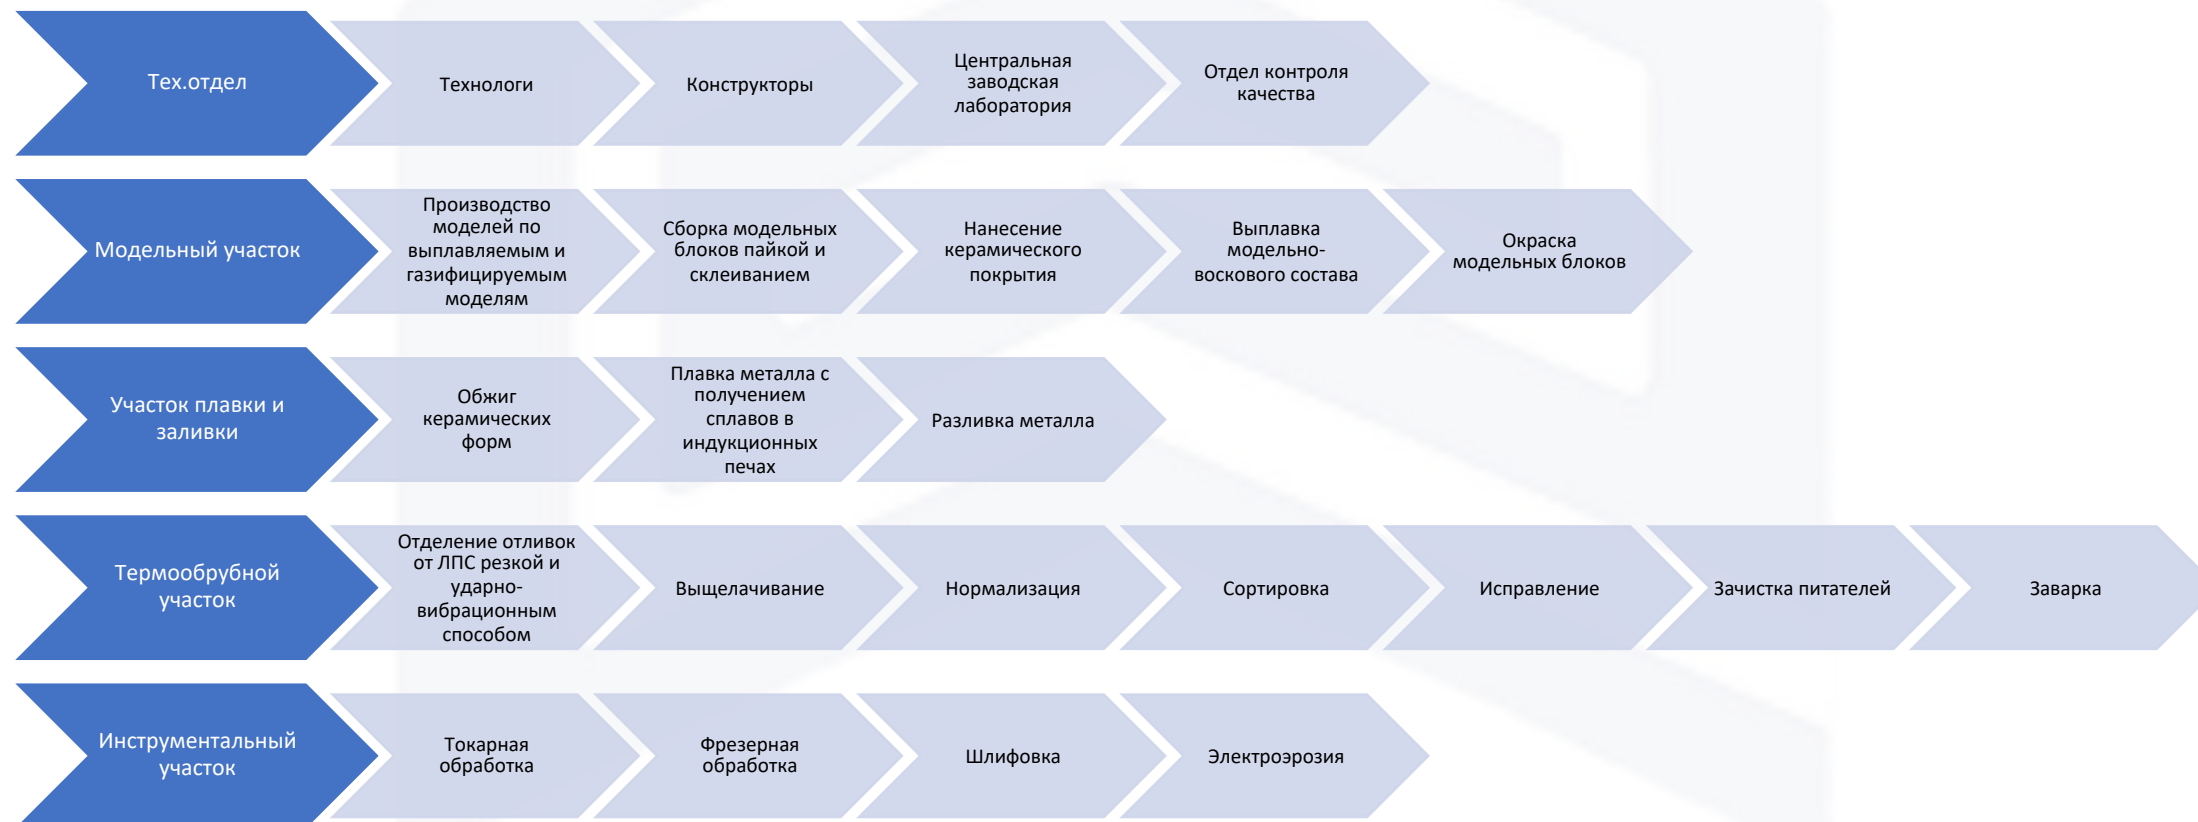 Тех.отдел
Технологи
Конструкторы
Центральная
заводская
лаборатория
Отдел контроля
качества
Модельный участок
Производство
моделей по
выплавляемым и
газифицируемым
моделям
Сборка модельных
блоков пайкой и
склеиванием
Нанесение
керамического
покрытия
Выплавка
модельно-
воскового состава
Окраска
модельных блоков
Участок плавки и
заливки
Обжиг
керамических
форм
Плавка металла с
получением
сплавов в
индукционных
печах
Разливка металла
Термообрубной
участок
Отделение отливок
от ЛПС резкой и
ударно-
вибрационным
способом
Выщелачивание
Нормализация
Сортировка
Исправление
Зачистка питателей
Заварка
Инструментальный
участок
Токарная
обработка
Фрезерная
обработка
Шлифовка
Электроэрозия